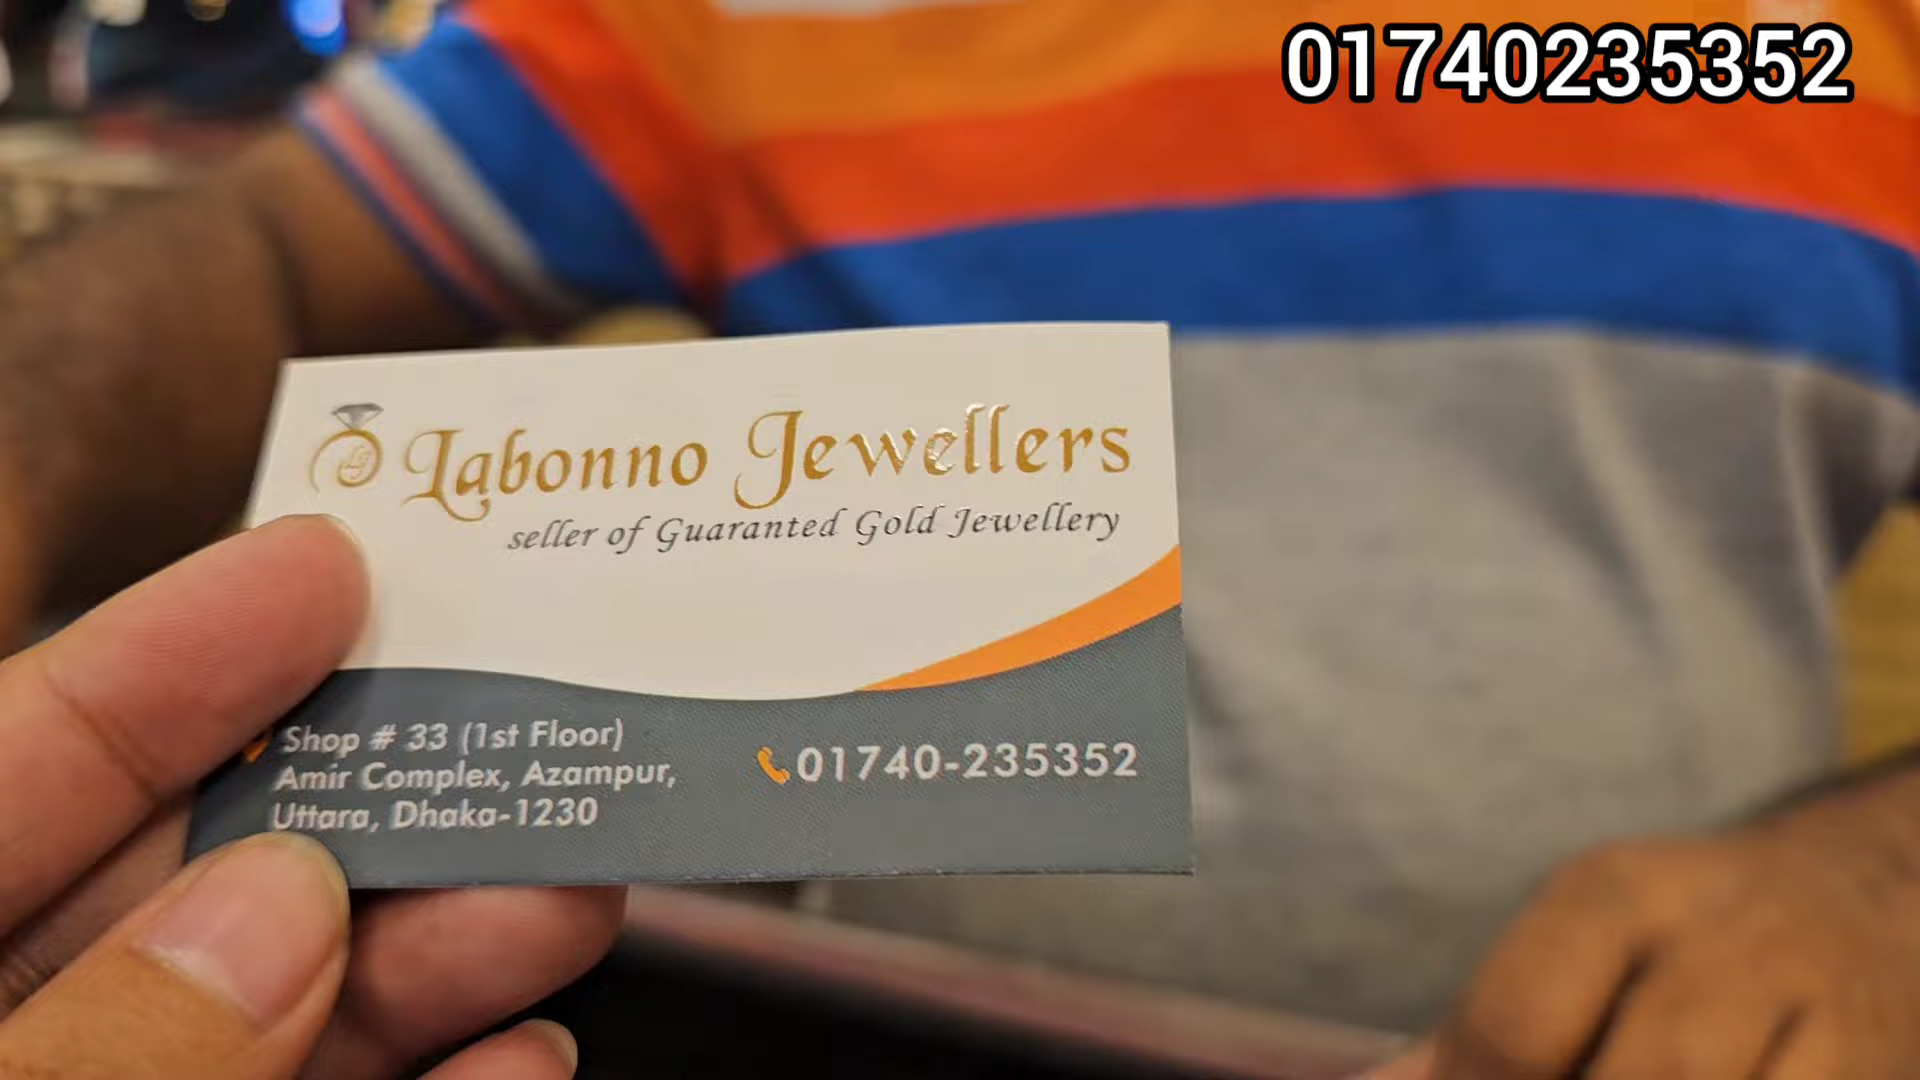 01740235352
Labonno Jewellers
seller of Guaranted Gold Jewellery
Shop # 33 (1st Floor)
Amir Complex, Azampur,
Uttara, Dhaka-1230
01740-235352